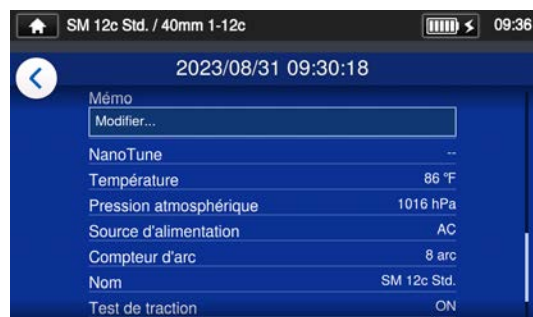 SM 12c Std. / 40mm 1-12c 09:36
2023/08/31 09:30:18
Mémo
Modifier...
NanoTune --
Température 86 °F
Pression atmosphérique 1016 hPa
Source d'alimentation AC
Compteur d'arc 8 arc
Nom SM 12c Std.
Test de traction ON